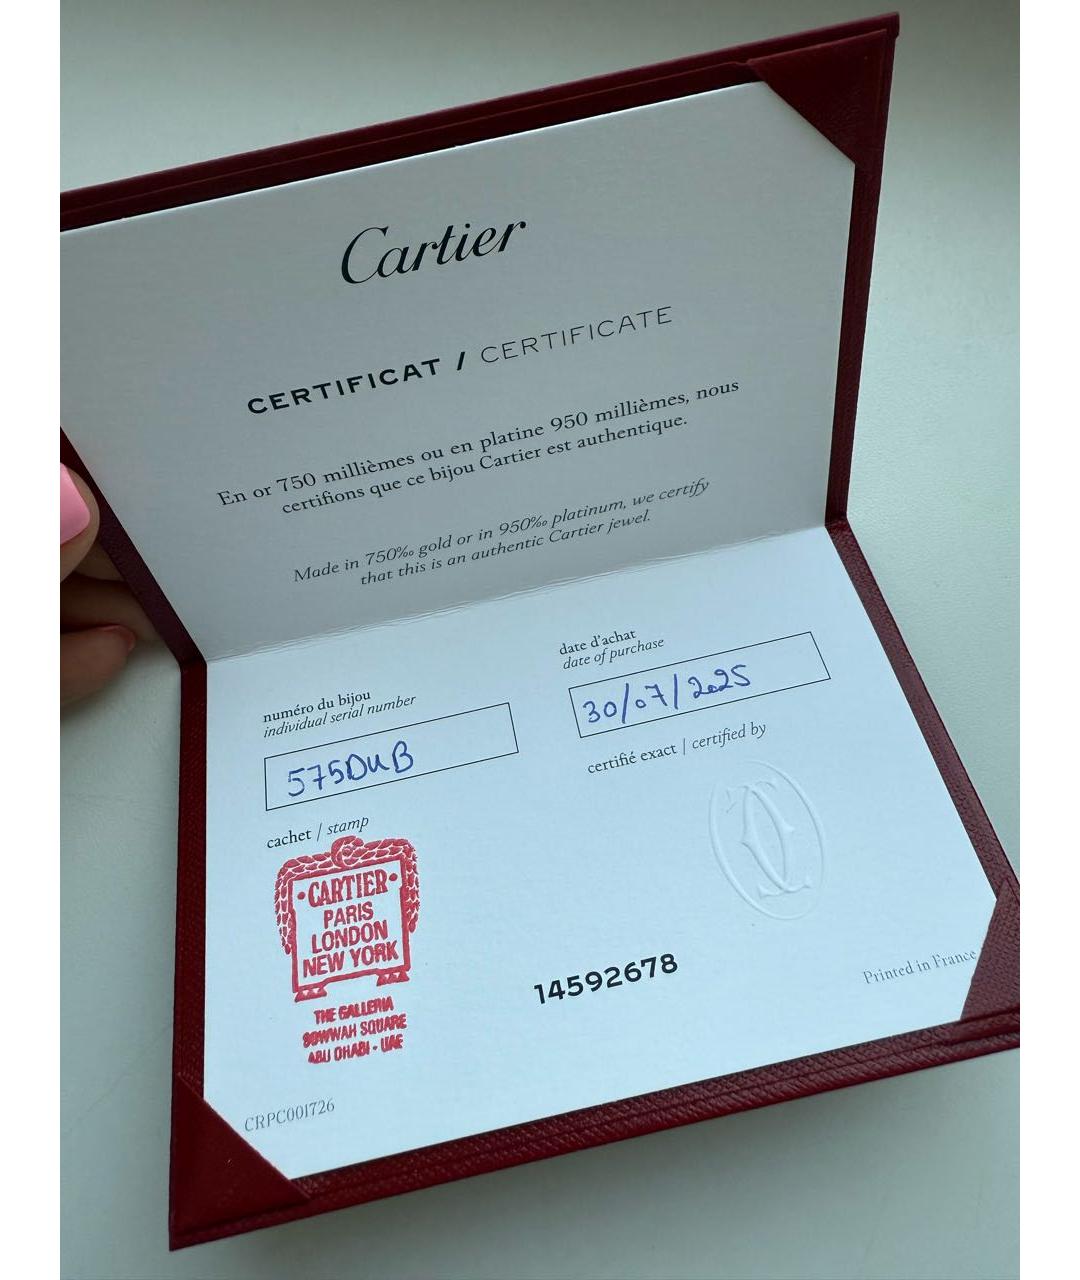 Cartier
CERTIFICAT / CERTIFICATE
En or 750 millièmes ou en platine 950 millièmes, nous
certifions que ce bijou Cartier est authentique.
Made in 750‰ gold or in 950‰ platinum, we certify
that this is an authentic Cartier jewel.
numéro du bijou
individual serial number
575DUB
date d'achat
date of purchase
30/07/2025
certifié exact | certified by
cachet / stamp
•CARTIER•
PARIS
LONDON
NEW YORK
THE GALLERIA
SOWWAH SQUARE
ABU DHABI - UAE
14592678
Printed in France
CRPC001726